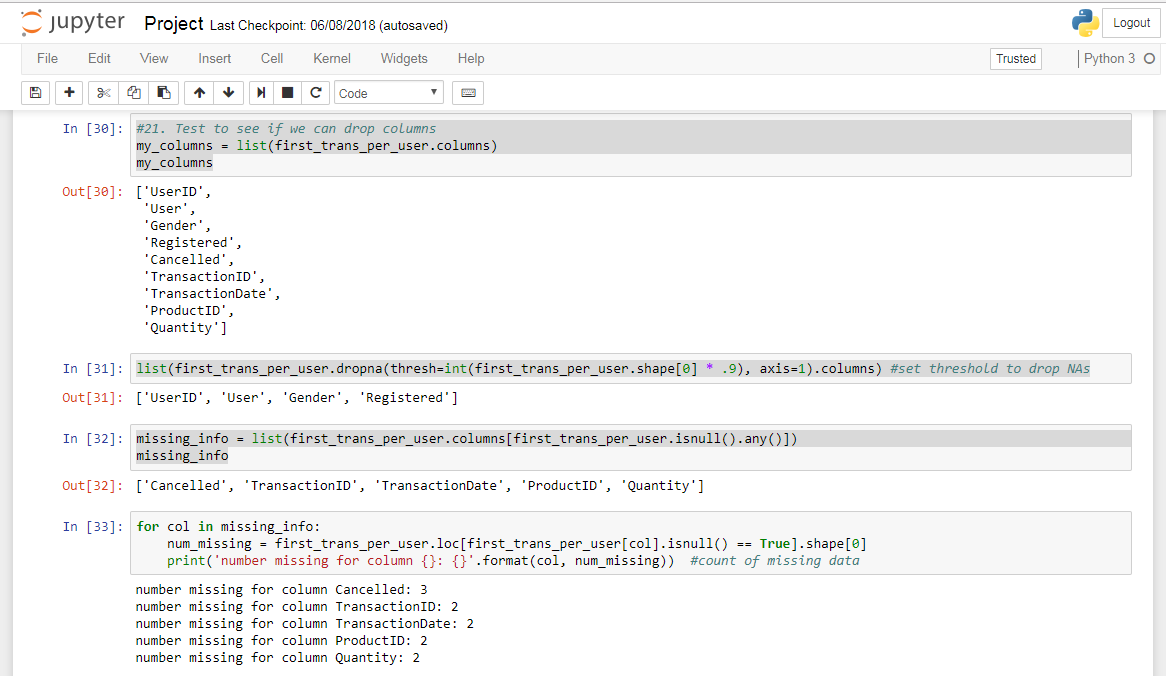 jupyter Project Last Checkpoint: 06/08/2018 (autosaved) Logout
File Edit View Insert Cell Kernel Widgets Help Trusted Python 3
Code
In [30]: #21. Test to see if we can drop columns
my_columns = list(first_trans_per_user.columns)
my_columns
Out[30]: ['UserID',
'User',
'Gender',
'Registered',
'Cancelled',
'TransactionID',
'TransactionDate',
'ProductID',
'Quantity']
In [31]: list(first_trans_per_user.dropna(thresh=int(first_trans_per_user.shape[0] * .9), axis=1).columns) #set threshold to drop NAs
Out[31]: ['UserID', 'User', 'Gender', 'Registered']
In [32]: missing_info = list(first_trans_per_user.columns[first_trans_per_user.isnull().any()])
missing_info
Out[32]: ['Cancelled', 'TransactionID', 'TransactionDate', 'ProductID', 'Quantity']
In [33]: for col in missing_info:
    num_missing = first_trans_per_user.loc[first_trans_per_user[col].isnull() == True].shape[0]
    print('number missing for column {}: {}'.format(col, num_missing))  #count of missing data
number missing for column Cancelled: 3
number missing for column TransactionID: 2
number missing for column TransactionDate: 2
number missing for column ProductID: 2
number missing for column Quantity: 2